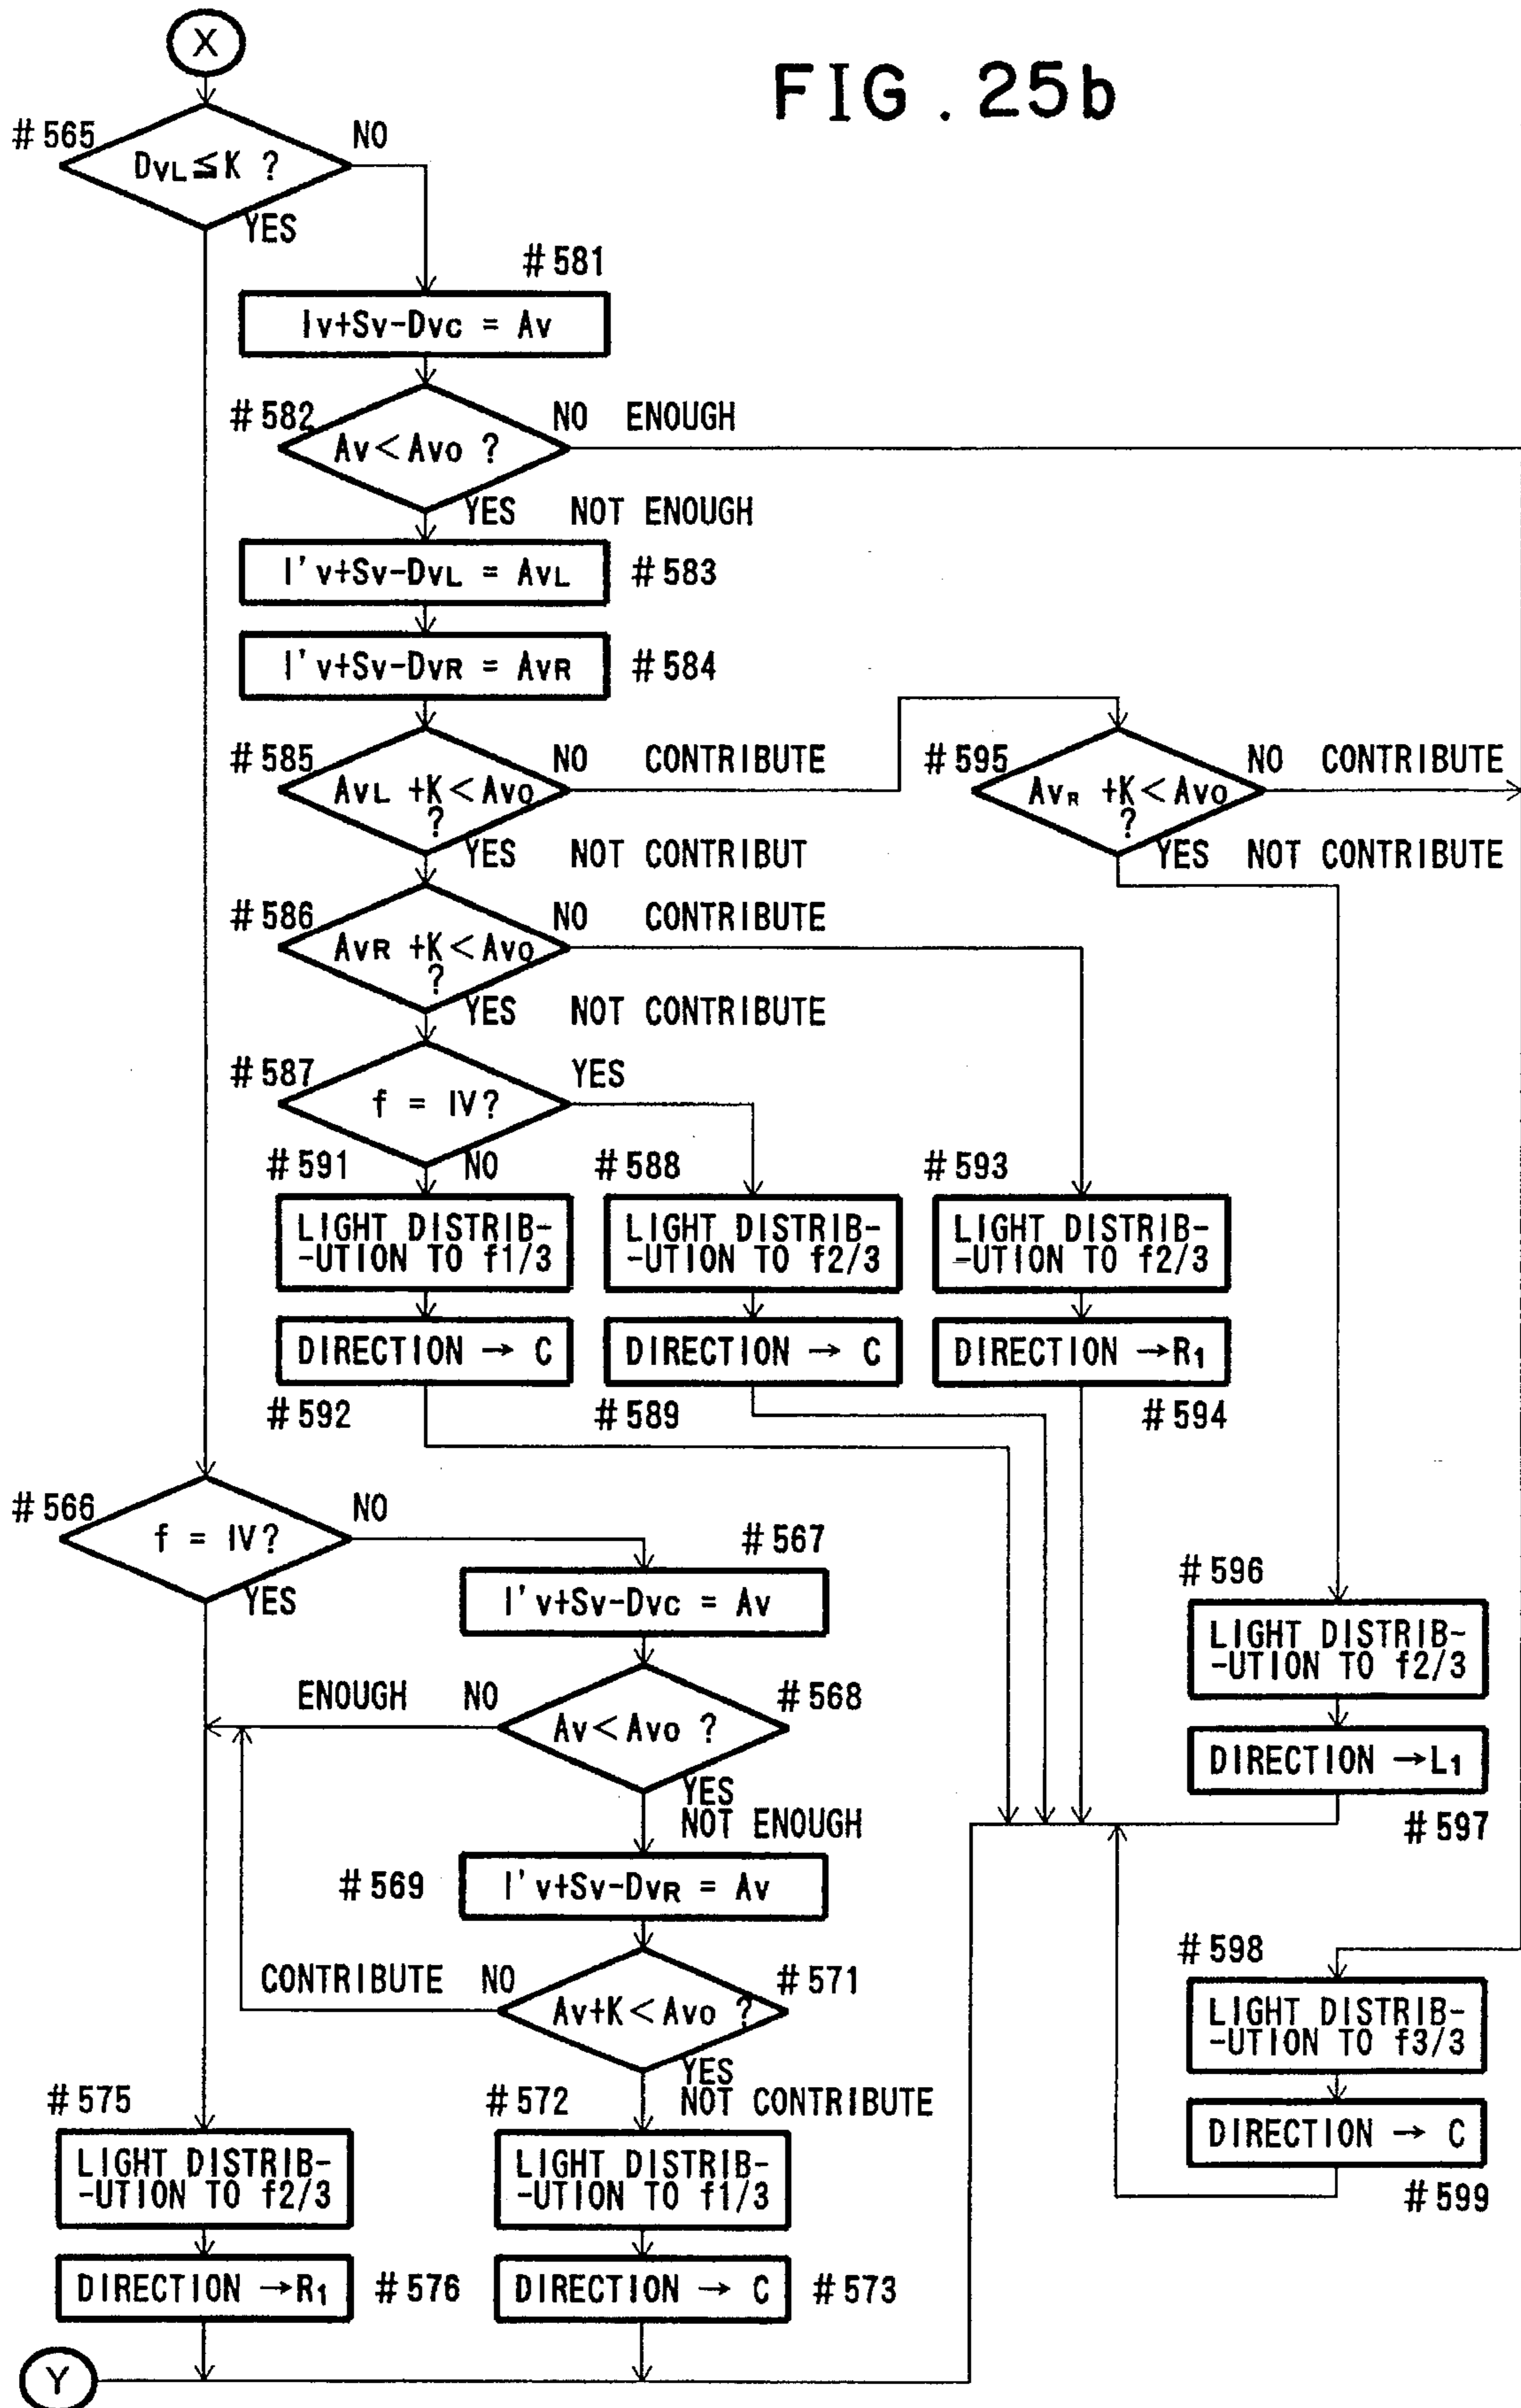 X
FIG. 25b
#565
NO
DVL≦K ?
YES
#581
Iv+Sv-Dvc = Av
#582
NO ENOUGH
Av<Avo ?
YES NOT ENOUGH
I'v+Sv-DvL = AvL
#583
I'v+Sv-DvR = AvR
#584
#585
NO CONTRIBUTE
AvL +K<Avo
?
YES NOT CONTRIBUT
#595
NO CONTRIBUTE
AvR +K<Avo
?
YES NOT CONTRIBUTE
#586
NO CONTRIBUTE
AvR +K<Avo
?
YES NOT CONTRIBUTE
#587
YES
f = IV?
NO
#591
LIGHT DISTRIB-
-UTION TO f1/3
DIRECTION → C
#592
#588
LIGHT DISTRIB-
-UTION TO f2/3
DIRECTION → C
#589
#593
LIGHT DISTRIB-
-UTION TO f2/3
DIRECTION →R1
#594
#566
NO
f = IV?
YES
#567
I'v+Sv-Dvc = Av
ENOUGH NO
#568
Av<Avo ?
YES
NOT ENOUGH
#569
I'v+Sv-DvR = Av
CONTRIBUTE NO
#571
Av+K<Avo ?
YES
NOT CONTRIBUTE
#596
LIGHT DISTRIB-
-UTION TO f2/3
DIRECTION →L1
#597
#598
LIGHT DISTRIB-
-UTION TO f3/3
DIRECTION → C
#599
#575
LIGHT DISTRIB-
-UTION TO f2/3
DIRECTION →R1
#576
#572
LIGHT DISTRIB-
-UTION TO f1/3
DIRECTION → C
#573
Y